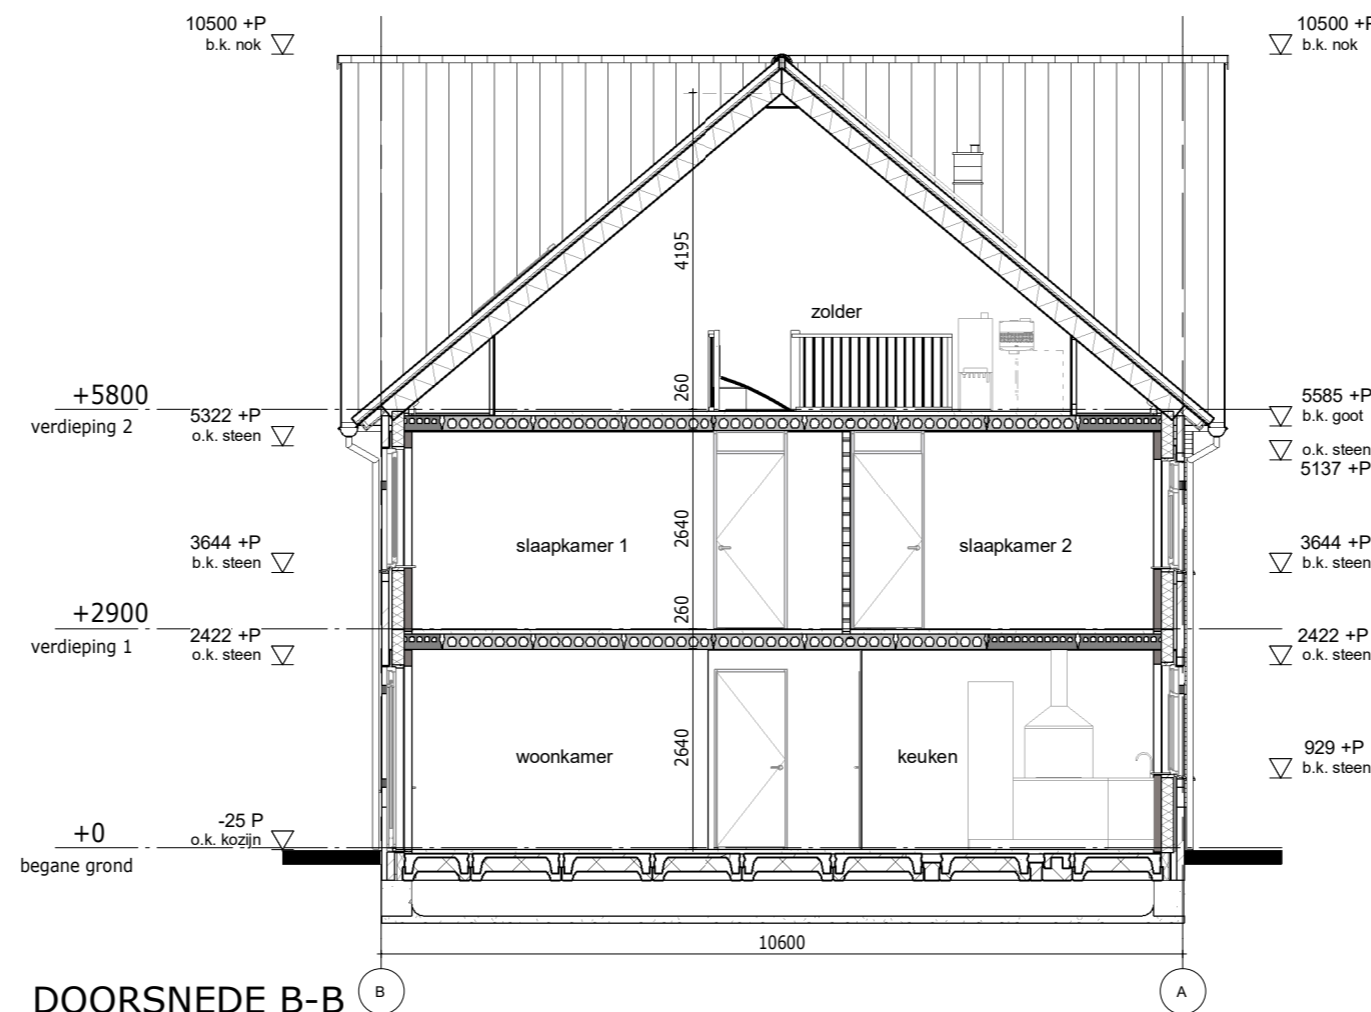 10500 +P
b.k. nok
10500 +P
b.k. nok
4195
zolder
+5800
verdieping 2
5322 +P
o.k. steen
260
5585 +P
b.k. goot
o.k. steen
5137 +P
3644 +P
b.k. steen
slaapkamer 1
2640
slaapkamer 2
3644 +P
b.k. steen
+2900
verdieping 1
2422 +P
o.k. steen
260
2422 +P
o.k. steen
woonkamer
2640
keuken
929 +P
b.k. steen
+0
begane grond
-25 P
o.k. kozijn
10600
DOORSNEDE B-B
B
A